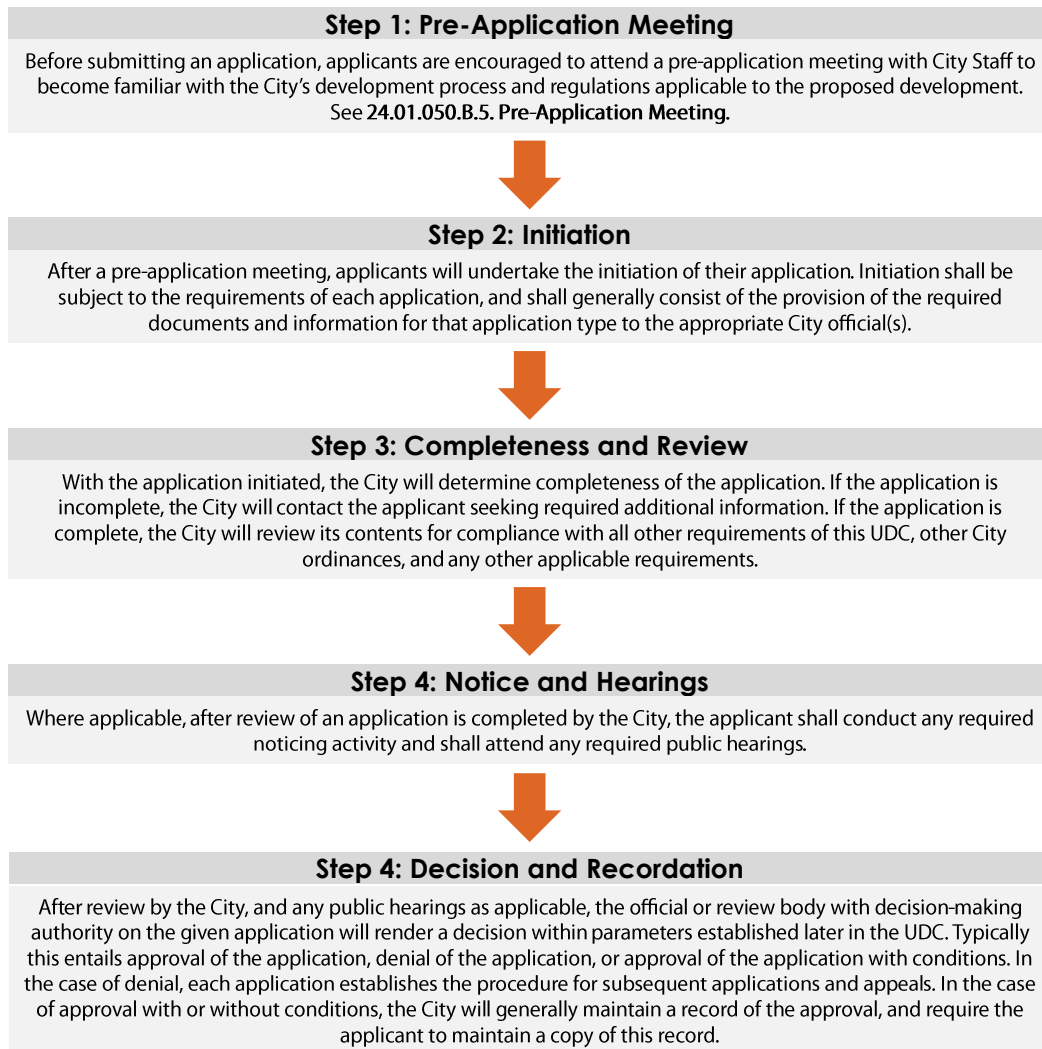 Step 1: Pre-Application Meeting
Before submitting an application, applicants are encouraged to attend a pre-application meeting with City Staff to
become familiar with the City's development process and regulations applicable to the proposed development.
See 24.01.050.B.5. Pre-Application Meeting.
Step 2: Initiation
After a pre-application meeting, applicants will undertake the initiation of their application. Initiation shall be
subject to the requirements of each application, and shall generally consist of the provision of the required
documents and information for that application type to the appropriate City official(s).
Step 3: Completeness and Review
With the application initiated, the City will determine completeness of the application. If the application is
incomplete, the City will contact the applicant seeking required additional information. If the application is
complete, the City will review its contents for compliance with all other requirements of this UDC, other City
ordinances, and any other applicable requirements.
Step 4: Notice and Hearings
Where applicable, after review of an application is completed by the City, the applicant shall conduct any required
noticing activity and shall attend any required public hearings.
Step 4: Decision and Recordation
After review by the City, and any public hearings as applicable, the official or review body with decision-making
authority on the given application will render a decision within parameters established later in the UDC. Typically
this entails approval of the application, denial of the application, or approval of the application with conditions. In
the case of denial, each application establishes the procedure for subsequent applications and appeals. In the case
of approval with or without conditions, the City will generally maintain a record of the approval, and require the
applicant to maintain a copy of this record.